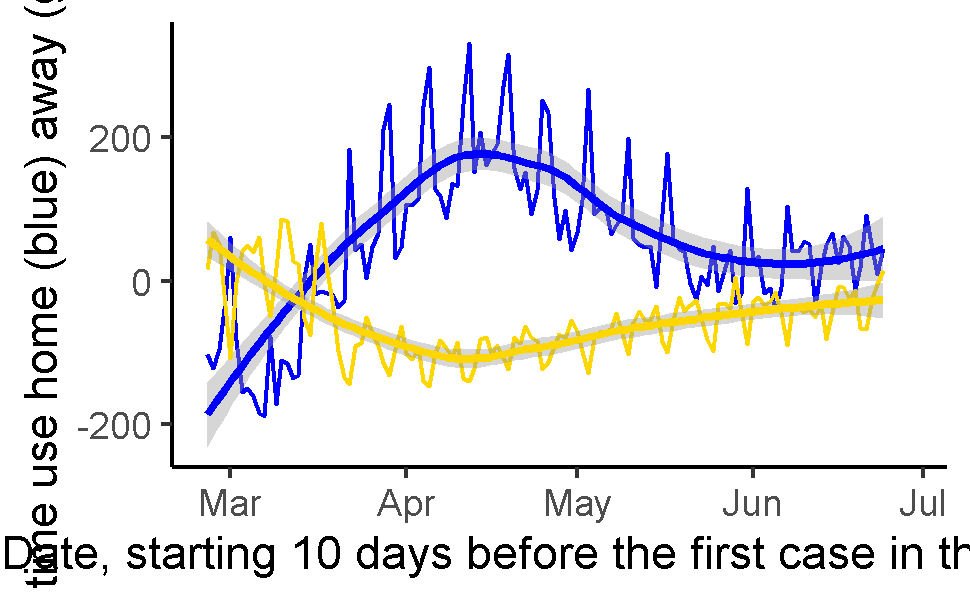 time use home (blue) away (
200
0
-200
Mar Apr May Jun Jul
Date, starting 10 days before the first case in th